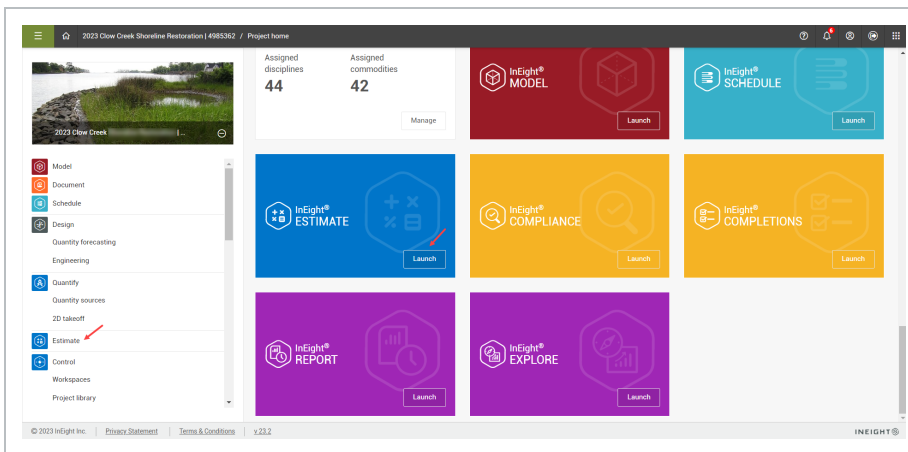 2023 Clow Creek Shoreline Restoration | 4985362 / Project home
6
2023 Clow Creek | ...
Model
Document
Schedule
Design
Quantity forecasting
Engineering
Quantify
Quantity sources
2D takeoff
Estimate
Control
Workspaces
Project library
Assigned disciplines
44
Assigned commodities
42
Manage
InEight®
MODEL
Launch
InEight®
SCHEDULE
Launch
InEight®
ESTIMATE
Launch
InEight®
COMPLIANCE
Launch
InEight®
COMPLETIONS
Launch
InEight®
REPORT
Launch
InEight®
EXPLORE
Launch
© 2023 InEight Inc. | Privacy Statement | Terms & Conditions | v 23.2
INEIGHT